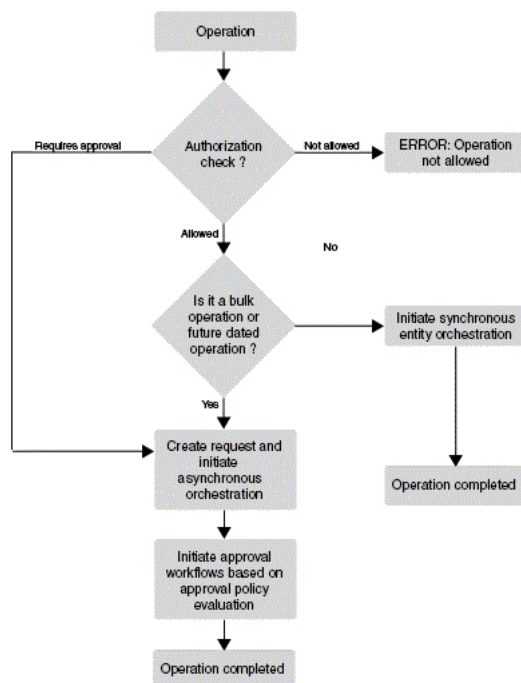 Operation
Requires approval
Authorization
check ?
Not allowed
ERROR: Operation
not allowed
Allowed
No
Is it a bulk
operation or
future dated
operation ?
Initiate synchronous
entity orchestration
Yes
Create request and
initiate
asynchronous
orchestration
Operation completed
Initiate approval
workflows based on
approval policy
evaluation
Operation completed